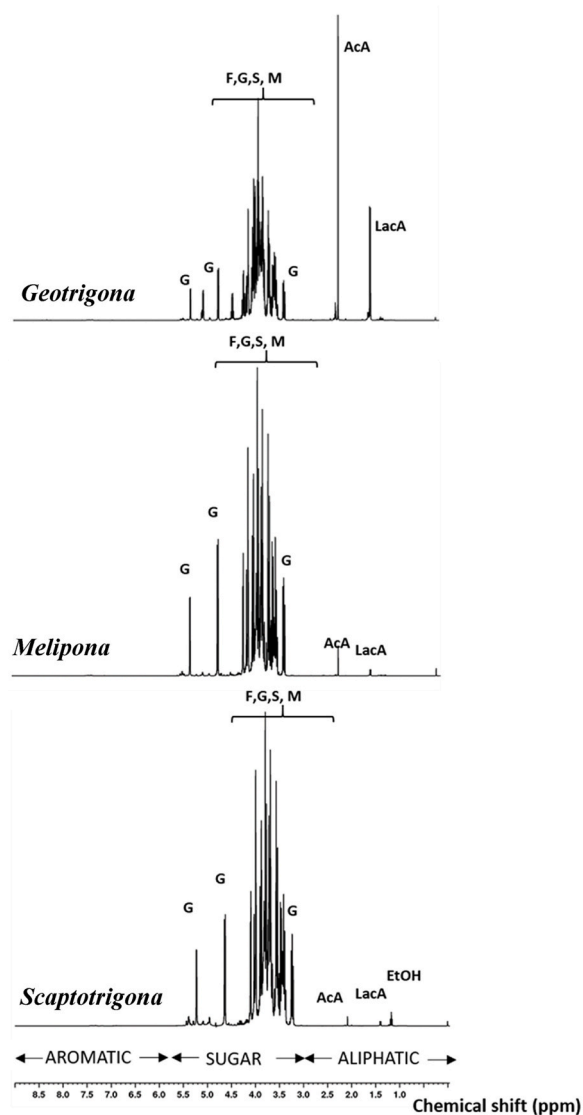 AcA
F,G,S, M
LacA
G
G
G
Geotrigona
F,G,S, M
G
G
G
AcA
LacA
Melipona
F,G,S, M
G
G
G
EtOH
AcA
LacA
Scaptotrigona
AROMATIC SUGAR ALIPHATIC
8.5 8.0 7.5 7.0 6.5 6.0 5.5 5.0 4.5 4.0 3.5 3.0 2.5 2.0 1.5 1.0
Chemical shift (ppm)